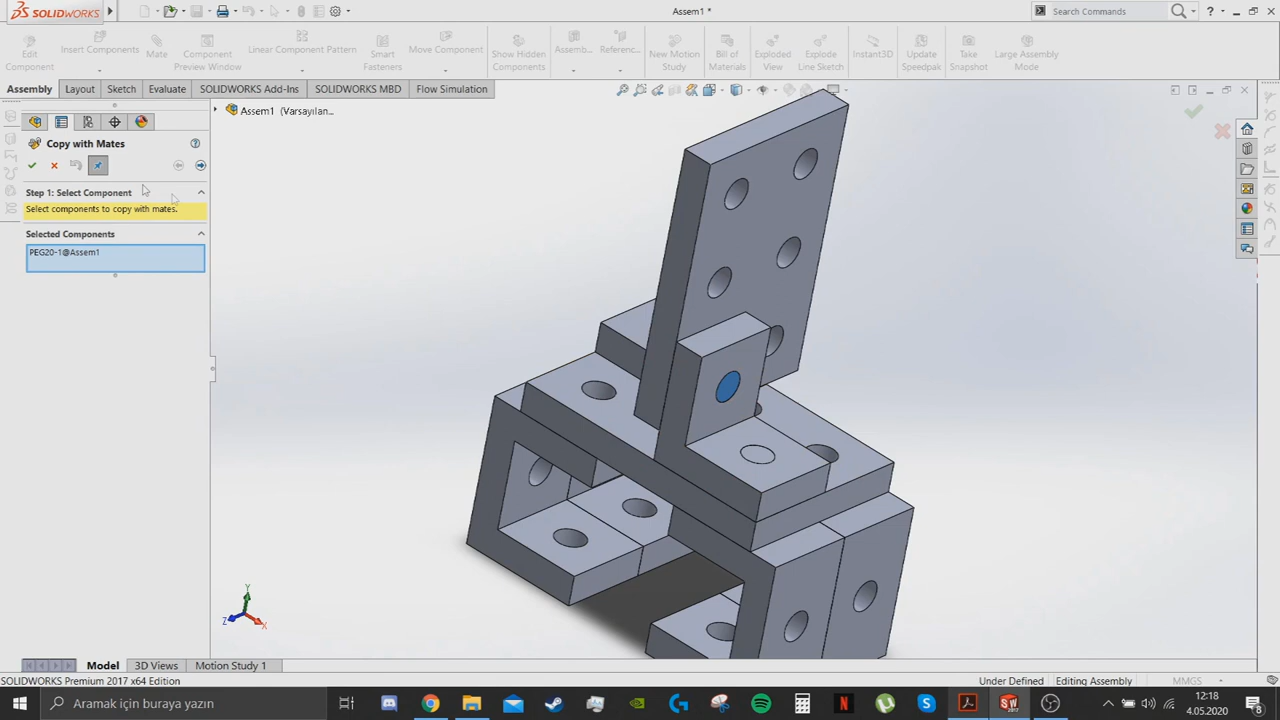 SOLIDWORKS
Assem1 *
Search Commands
Edit Component
Insert Components
Mate
Component Preview Window
Linear Component Pattern
Smart Fasteners
Move Component
Show Hidden Components
Assemb...
Referenc...
New Motion Study
Bill of Materials
Exploded View
Explode Line Sketch
Instant3D
Update Speedpak
Take Snapshot
Large Assembly Mode
Assembly
Layout
Sketch
Evaluate
SOLIDWORKS Add-Ins
SOLIDWORKS MBD
Flow Simulation
Assem1 (Varsayılan...
Copy with Mates
Step 1: Select Component
Select components to copy with mates.
Selected Components
PEG20-1@Assem1
Y
Z
X
Model
3D Views
Motion Study 1
SOLIDWORKS Premium 2017 x64 Edition
Under Defined
Editing Assembly
MMGS
Aramak için buraya yazın
12:18
4.05.2020
8